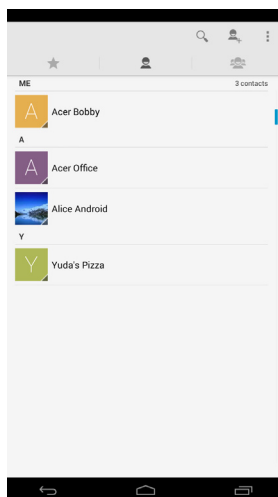 ME 3 contacts
A Acer Bobby
A
A Acer Office
Alice Android
Y
Y Yuda's Pizza